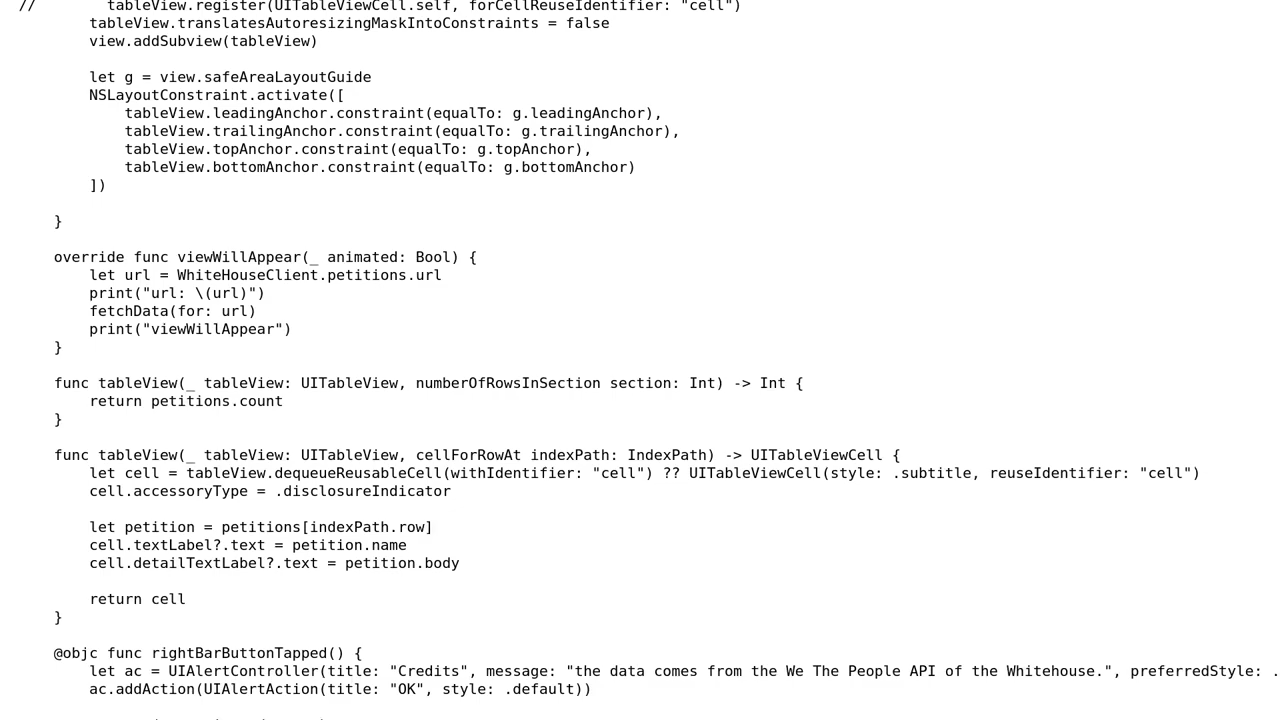 //        tableView.register(UITableViewCell.self, forCellReuseIdentifier: "cell")
        tableView.translatesAutoresizingMaskIntoConstraints = false
        view.addSubview(tableView)

        let g = view.safeAreaLayoutGuide
        NSLayoutConstraint.activate([
            tableView.leadingAnchor.constraint(equalTo: g.leadingAnchor),
            tableView.trailingAnchor.constraint(equalTo: g.trailingAnchor),
            tableView.topAnchor.constraint(equalTo: g.topAnchor),
            tableView.bottomAnchor.constraint(equalTo: g.bottomAnchor)
        ])

    }

    override func viewWillAppear(_ animated: Bool) {
        let url = WhiteHouseClient.petitions.url
        print("url: \(url)")
        fetchData(for: url)
        print("viewWillAppear")
    }

    func tableView(_ tableView: UITableView, numberOfRowsInSection section: Int) -> Int {
        return petitions.count
    }

    func tableView(_ tableView: UITableView, cellForRowAt indexPath: IndexPath) -> UITableViewCell {
        let cell = tableView.dequeueReusableCell(withIdentifier: "cell") ?? UITableViewCell(style: .subtitle, reuseIdentifier: "cell")
        cell.accessoryType = .disclosureIndicator

        let petition = petitions[indexPath.row]
        cell.textLabel?.text = petition.name
        cell.detailTextLabel?.text = petition.body

        return cell
    }

    @objc func rightBarButtonTapped() {
        let ac = UIAlertController(title: "Credits", message: "the data comes from the We The People API of the Whitehouse.", preferredStyle: .
        ac.addAction(UIAlertAction(title: "OK", style: .default))